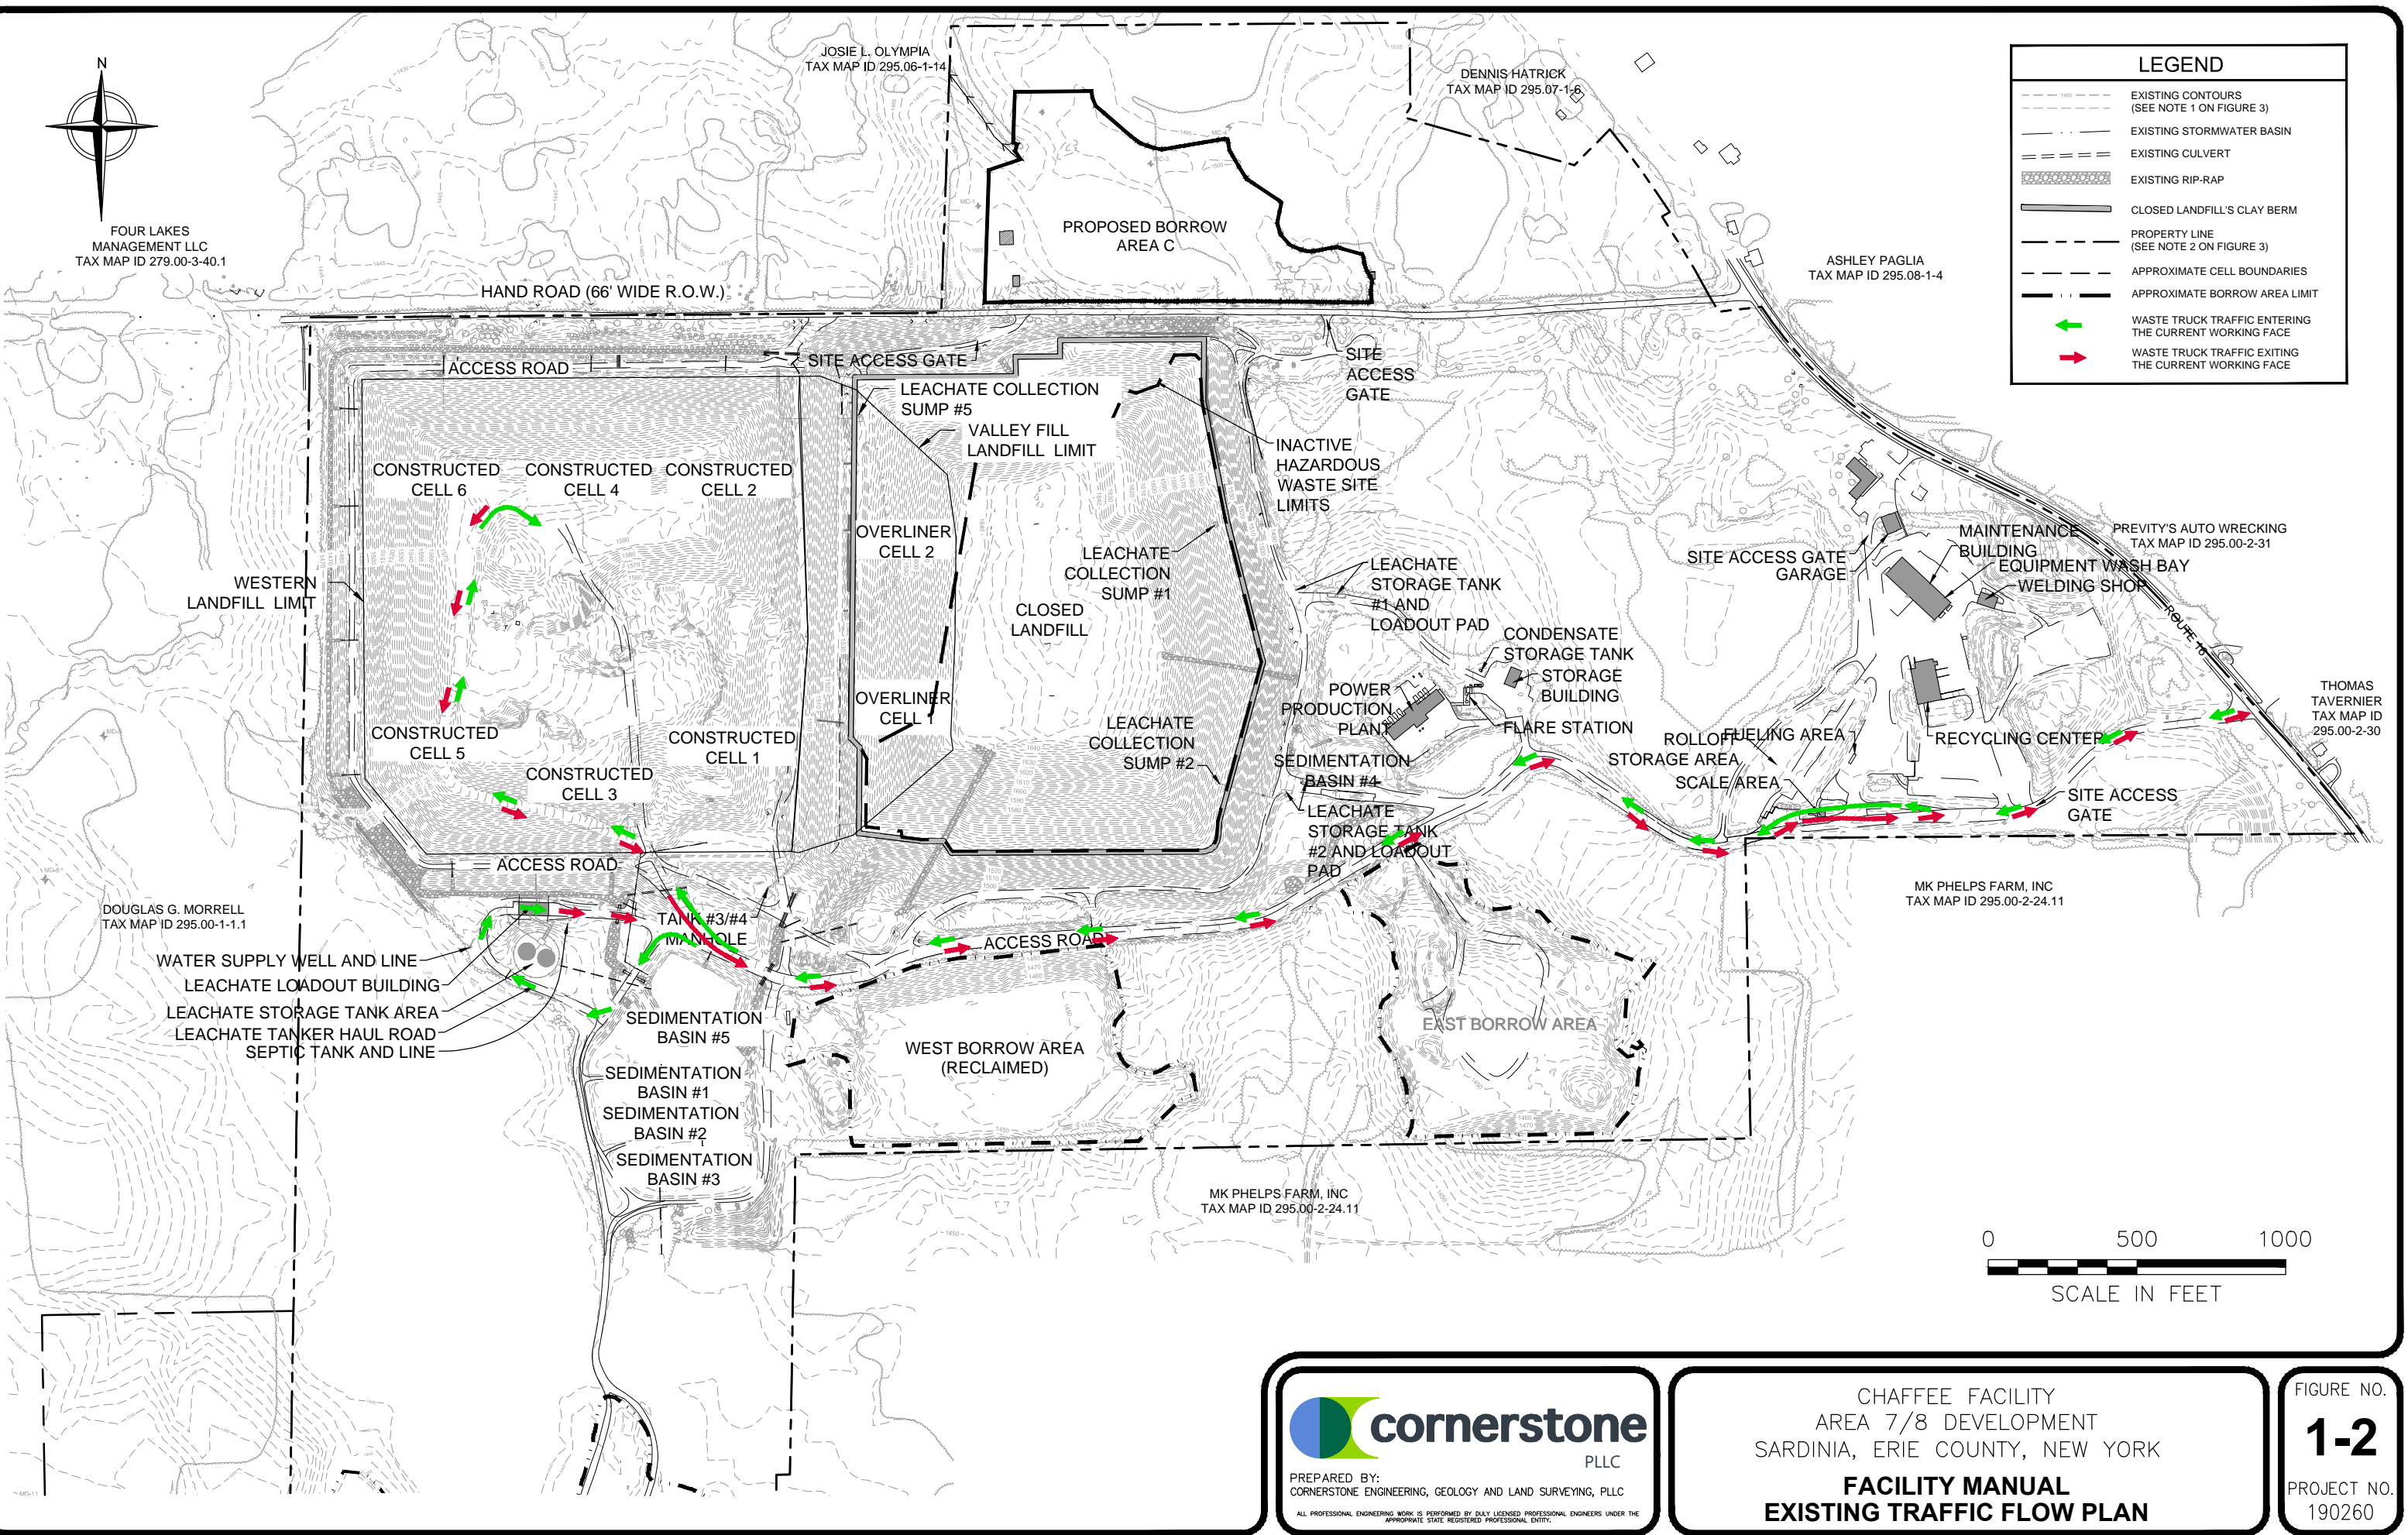 N
JOSIE L. OLYMPIA
TAX MAP ID 295.06-1-14
DENNIS HATRICK
TAX MAP ID 295.07-1-6
FOUR LAKES
MANAGEMENT LLC
TAX MAP ID 279.00-3-40.1
PROPOSED BORROW
AREA C
ASHLEY PAGLIA
TAX MAP ID 295.08-1-4
LEGEND
EXISTING CONTOURS
(SEE NOTE 1 ON FIGURE 3)
EXISTING STORMWATER BASIN
EXISTING CULVERT
EXISTING RIP-RAP
CLOSED LANDFILL'S CLAY BERM
PROPERTY LINE
(SEE NOTE 2 ON FIGURE 3)
APPROXIMATE CELL BOUNDARIES
APPROXIMATE BORROW AREA LIMIT
WASTE TRUCK TRAFFIC ENTERING
THE CURRENT WORKING FACE
WASTE TRUCK TRAFFIC EXITING
THE CURRENT WORKING FACE
HAND ROAD (66' WIDE R.O.W.)
ACCESS ROAD
SITE ACCESS GATE
SITE
ACCESS
GATE
LEACHATE COLLECTION
SUMP #5
VALLEY FILL
LANDFILL LIMIT
INACTIVE
HAZARDOUS
WASTE SITE
LIMITS
CONSTRUCTED
CELL 6
CONSTRUCTED
CELL 4
CONSTRUCTED
CELL 2
OVERLINER
CELL 2
LEACHATE
COLLECTION
SUMP #1
WESTERN
LANDFILL LIMIT
CLOSED
LANDFILL
LEACHATE
STORAGE TANK
#1 AND
LOADOUT PAD
CONDENSATE
STORAGE TANK
STORAGE
BUILDING
POWER
PRODUCTION
PLANT
FLARE STATION
SITE ACCESS GATE
GARAGE
MAINTENANCE
BUILDING
EQUIPMENT WASH BAY
WELDING SHOP
PREVITY'S AUTO WRECKING
TAX MAP ID 295.00-2-31
ROUTE 16
THOMAS
TAVERNIER
TAX MAP ID
295.00-2-30
OVERLINER
CELL 1
LEACHATE
COLLECTION
SUMP #2
CONSTRUCTED
CELL 5
CONSTRUCTED
CELL 3
CONSTRUCTED
CELL 1
SEDIMENTATION
BASIN #4
LEACHATE
STORAGE TANK
#2 AND LOADOUT
PAD
ROLLOFF
STORAGE AREA
FUELING AREA
SCALE AREA
RECYCLING CENTER
SITE ACCESS
GATE
ACCESS ROAD
DOUGLAS G. MORRELL
TAX MAP ID 295.00-1-1.1
TANK #3/#4
MANHOLE
ACCESS ROAD
MK PHELPS FARM, INC
TAX MAP ID 295.00-2-24.11
WATER SUPPLY WELL AND LINE
LEACHATE LOADOUT BUILDING
LEACHATE STORAGE TANK AREA
LEACHATE TANKER HAUL ROAD
SEPTIC TANK AND LINE
SEDIMENTATION
BASIN #5
SEDIMENTATION
BASIN #1
SEDIMENTATION
BASIN #2
SEDIMENTATION
BASIN #3
WEST BORROW AREA
(RECLAIMED)
EAST BORROW AREA
MK PHELPS FARM, INC
TAX MAP ID 295.00-2-24.11
0 500 1000
SCALE IN FEET
cornerstone
PLLC
PREPARED BY:
CORNERSTONE ENGINEERING, GEOLOGY AND LAND SURVEYING, PLLC
ALL PROFESSIONAL ENGINEERING WORK IS PERFORMED BY DULY LICENSED PROFESSIONAL ENGINEERS UNDER THE
APPROPRIATE STATE REGISTERED PROFESSIONAL ENTITY.
CHAFFEE FACILITY
AREA 7/8 DEVELOPMENT
SARDINIA, ERIE COUNTY, NEW YORK
FACILITY MANUAL
EXISTING TRAFFIC FLOW PLAN
FIGURE NO.
1-2
PROJECT NO.
190260